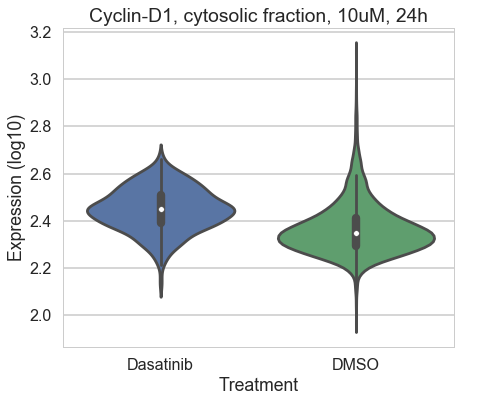 Cyclin-D1, cytosolic fraction, 10uM, 24h
3.2
3.0
2.8
2.6
2.4
2.2
2.0
Expression (log10)
Dasatinib DMSO
Treatment